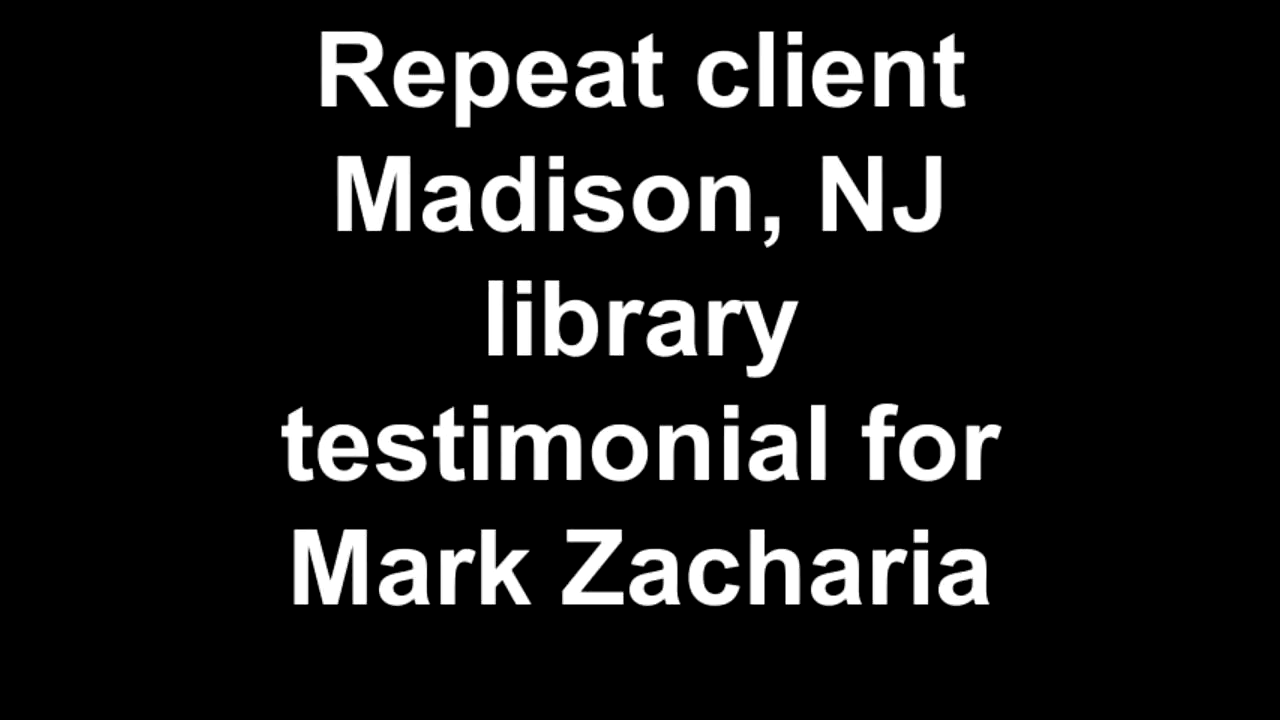 Repeat client
Madison, NJ
library
testimonial for
Mark Zacharia